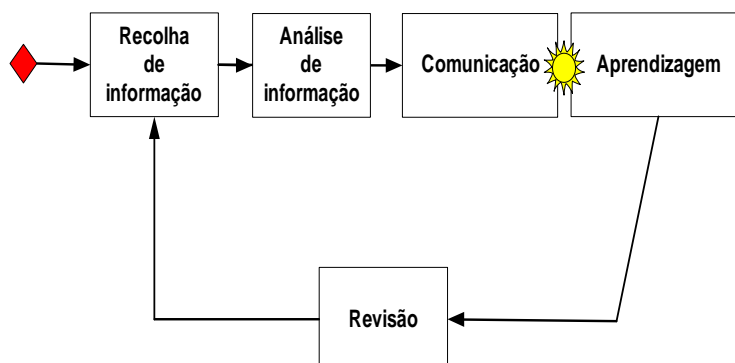 Recolha
de
informação
Análise
de
informação
Comunicação
Aprendizagem
Revisão